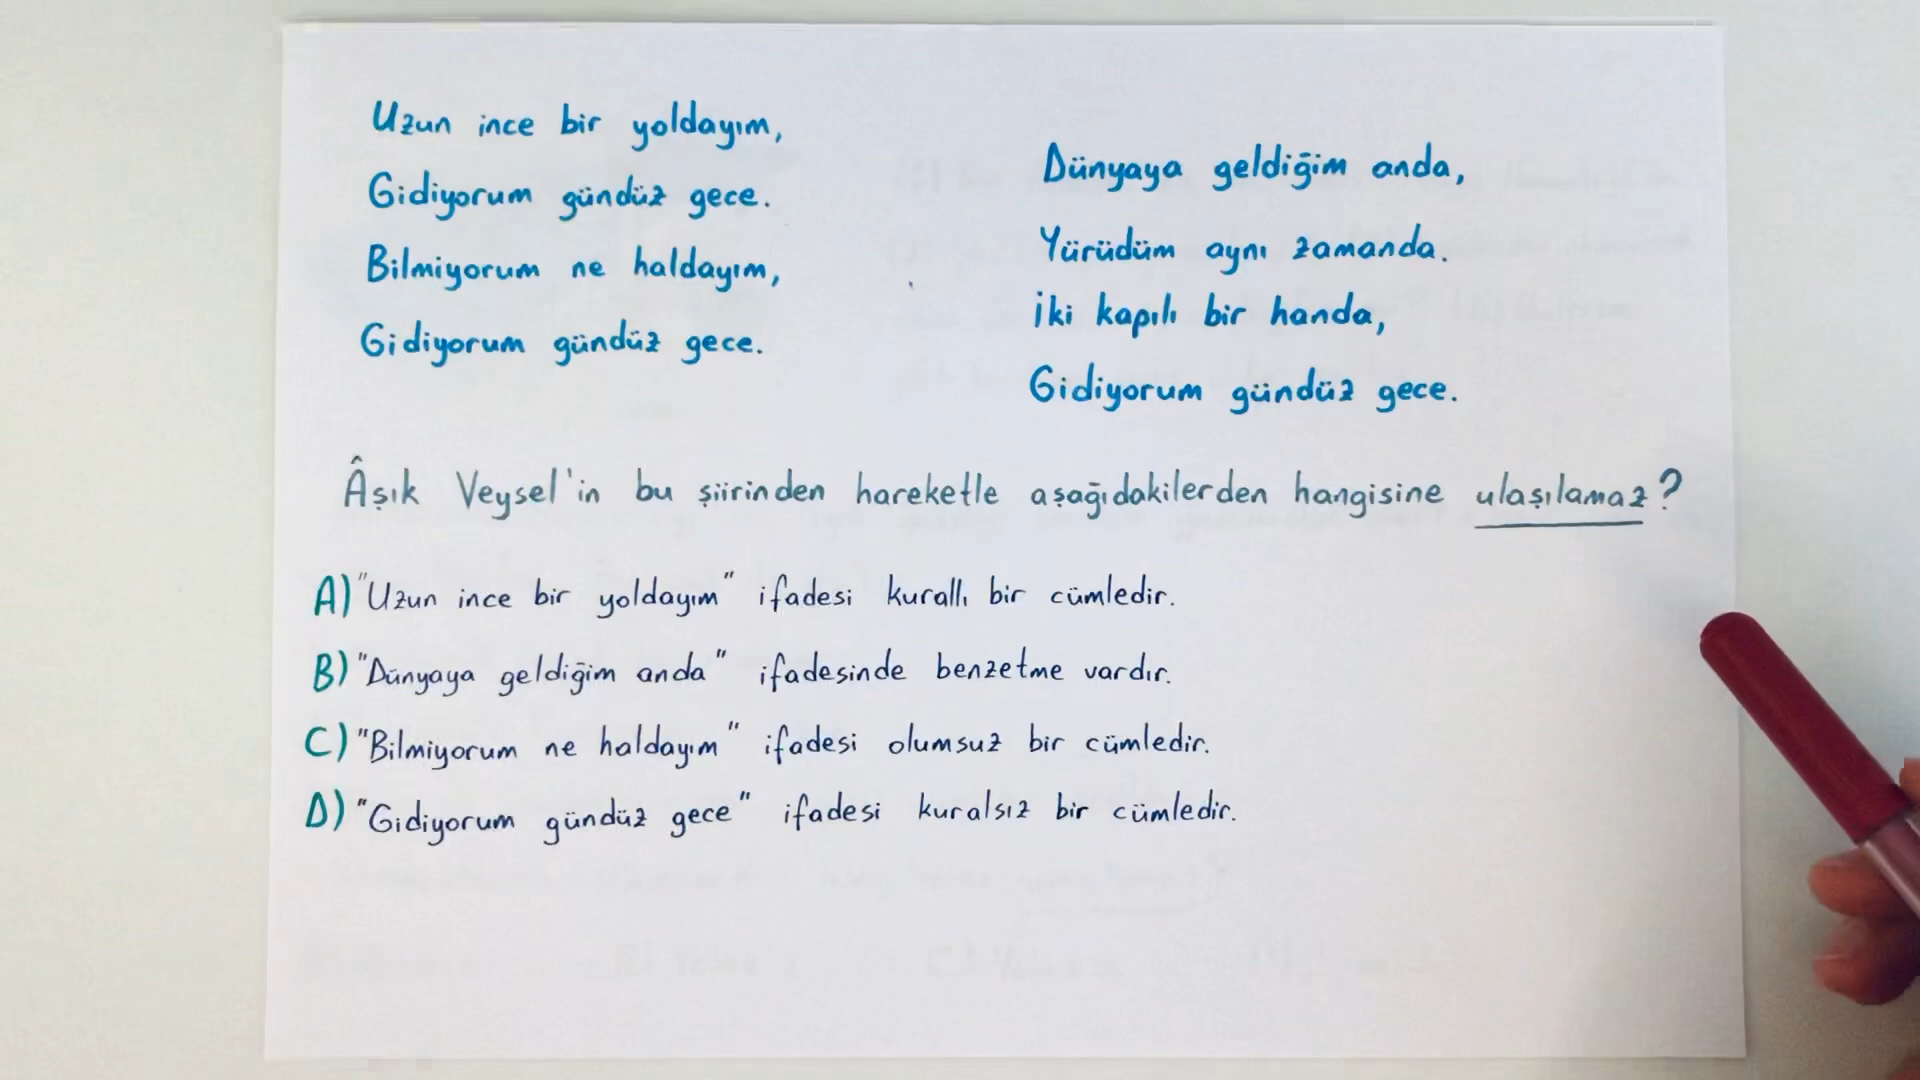 Uzun ince bir yoldayım,
Gidiyorum gündüz gece.
Bilmiyorum ne haldayım,
Gidiyorum gündüz gece.
Dünyaya geldiğim anda,
Yürüdüm aynı zamanda.
İki kapılı bir handa,
Gidiyorum gündüz gece.
Âşık Veysel'in bu şiirinden hareketle aşağıdakilerden hangisine ulaşılamaz?
A) "Uzun ince bir yoldayım" ifadesi kurallı bir cümledir.
B) "Dünyaya geldiğim anda" ifadesinde benzetme vardır.
C) "Bilmiyorum ne haldayım" ifadesi olumsuz bir cümledir.
D) "Gidiyorum gündüz gece" ifadesi kuralsız bir cümledir.